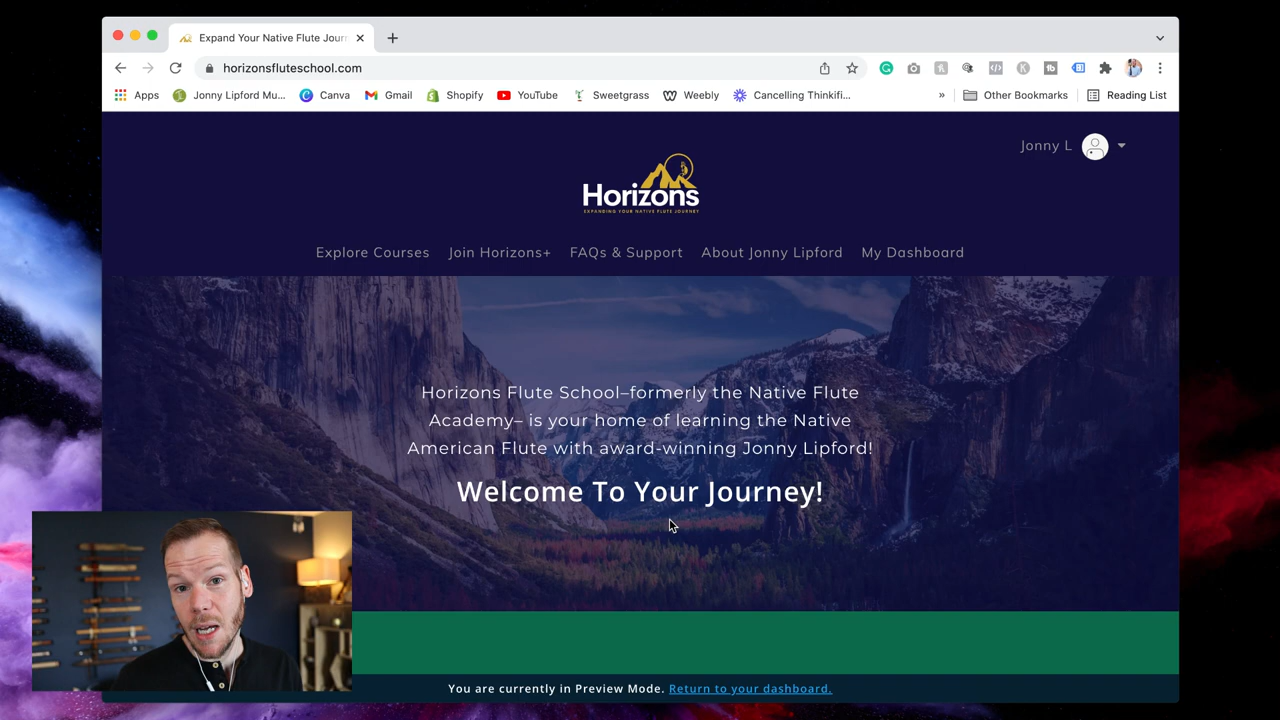 Expand Your Native Flute Jour
horizonsfluteschool.com
Apps Jonny Lipford Mu... Canva Gmail Shopify YouTube Sweetgrass Weebly Cancelling Thinkifi... » Other Bookmarks Reading List
Jonny L
Horizons
EXPANDING YOUR NATIVE FLUTE JOURNEY
Explore Courses Join Horizons+ FAQs & Support About Jonny Lipford My Dashboard
Horizons Flute School–formerly the Native Flute
Academy– is your home of learning the Native
American Flute with award-winning Jonny Lipford!
Welcome To Your Journey!
You are currently in Preview Mode. Return to your dashboard.